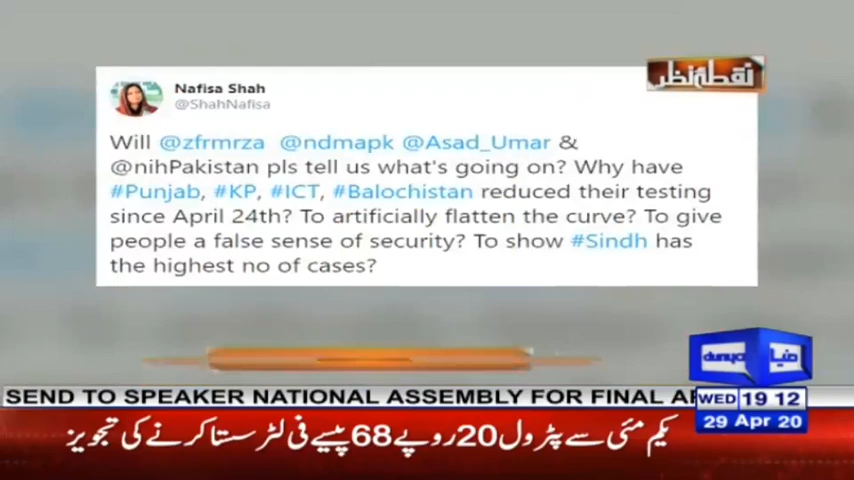 Nafisa Shah
@ShahNafisa
نقطۂ نظر
Will @zfrmrza @ndmapk @Asad_Umar &
@nihPakistan pls tell us what's going on? Why have
#Punjab, #KP, #ICT, #Balochistan reduced their testing
since April 24th? To artificially flatten the curve? To give
people a false sense of security? To show #Sindh has
the highest no of cases?
dunya دنیا
SEND TO SPEAKER NATIONAL ASSEMBLY FOR FINAL
WED 19 12
29 Apr 20
یکم مئی سے پٹرول 20 روپے 68 پیسے فی لٹر سستا کرنے کی تجویز